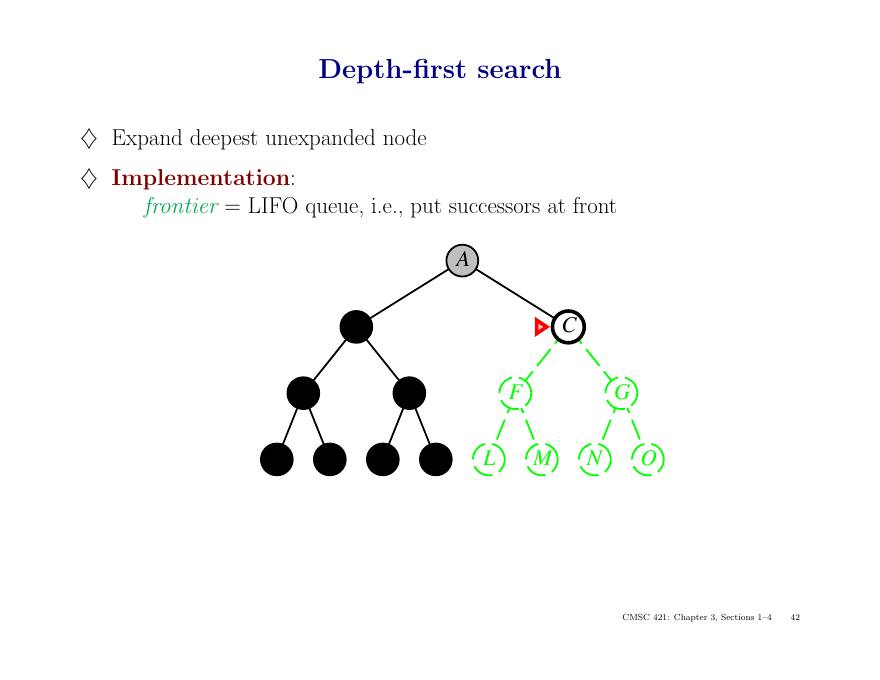 Depth-first search
♢ Expand deepest unexpanded node
♢ Implementation:
frontier = LIFO queue, i.e., put successors at front
A
C
F G
L M N O
CMSC 421: Chapter 3, Sections 1–4 42